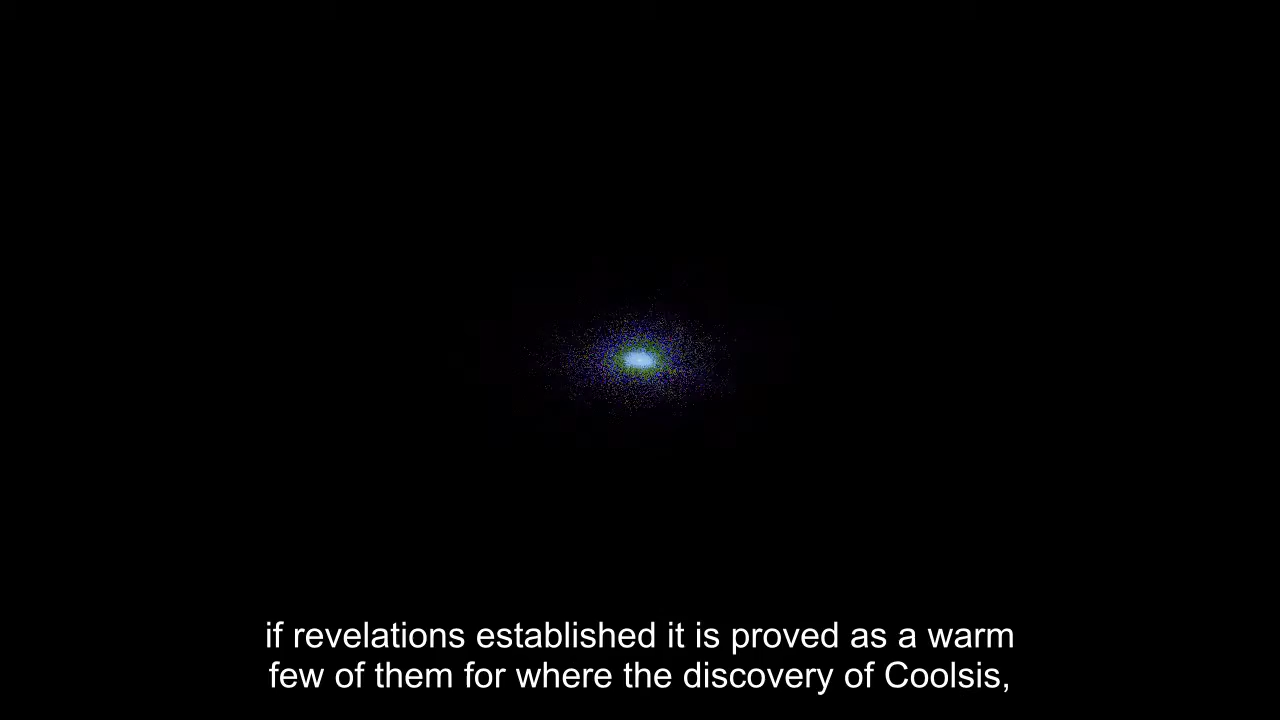 if revelations established it is proved as a warm
few of them for where the discovery of Coolsis,